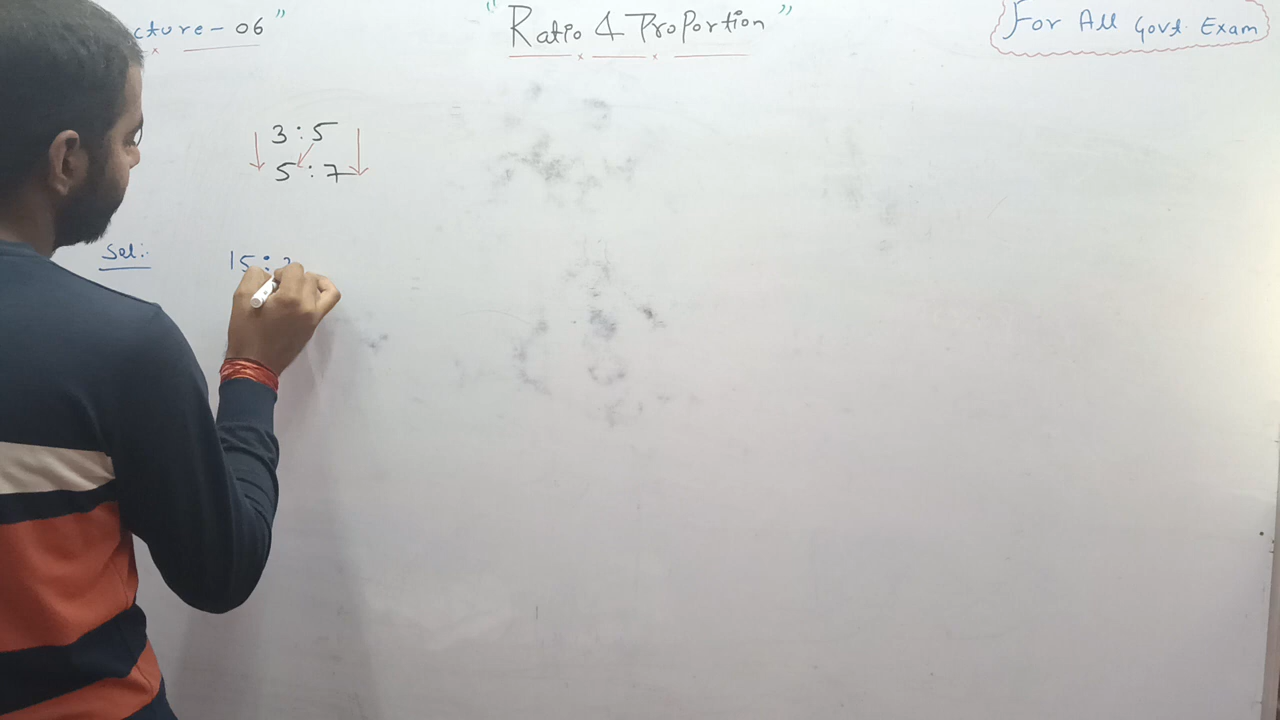 cture - 06"
"Ratio & Proportion"
For All Govt. Exam
3 : 5
5 : 7
Sol:-
15 :